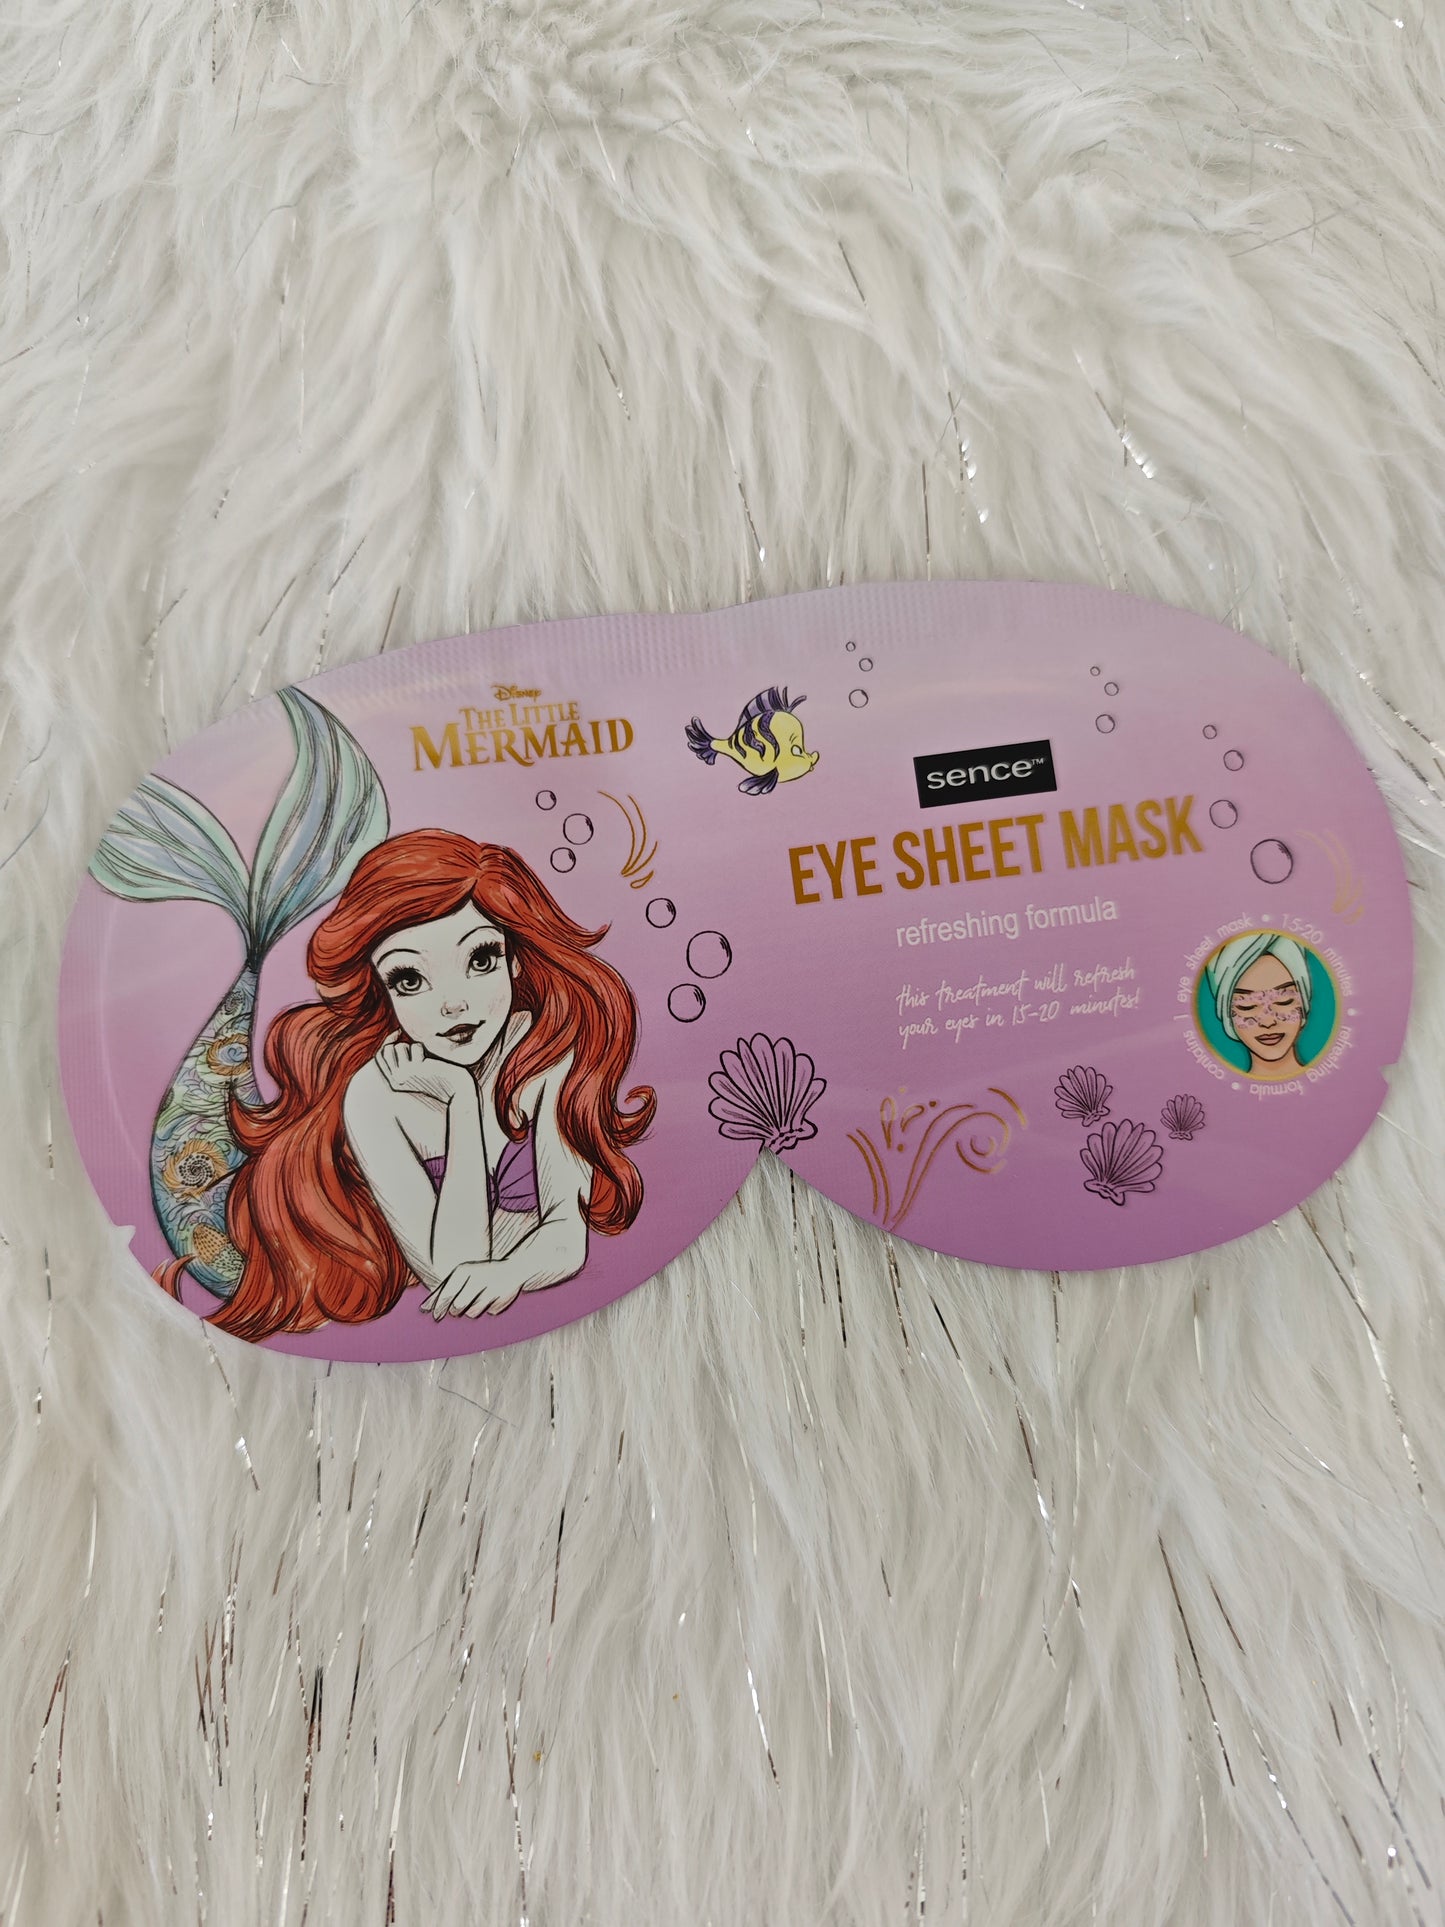 Disney
THE LITTLE
MERMAID
sence™
EYE SHEET MASK
refreshing formula
this treatment will refresh
your eyes in 15-20 minutes!
contains 1 eye sheet mask • 15-20 minutes • refreshing formula •